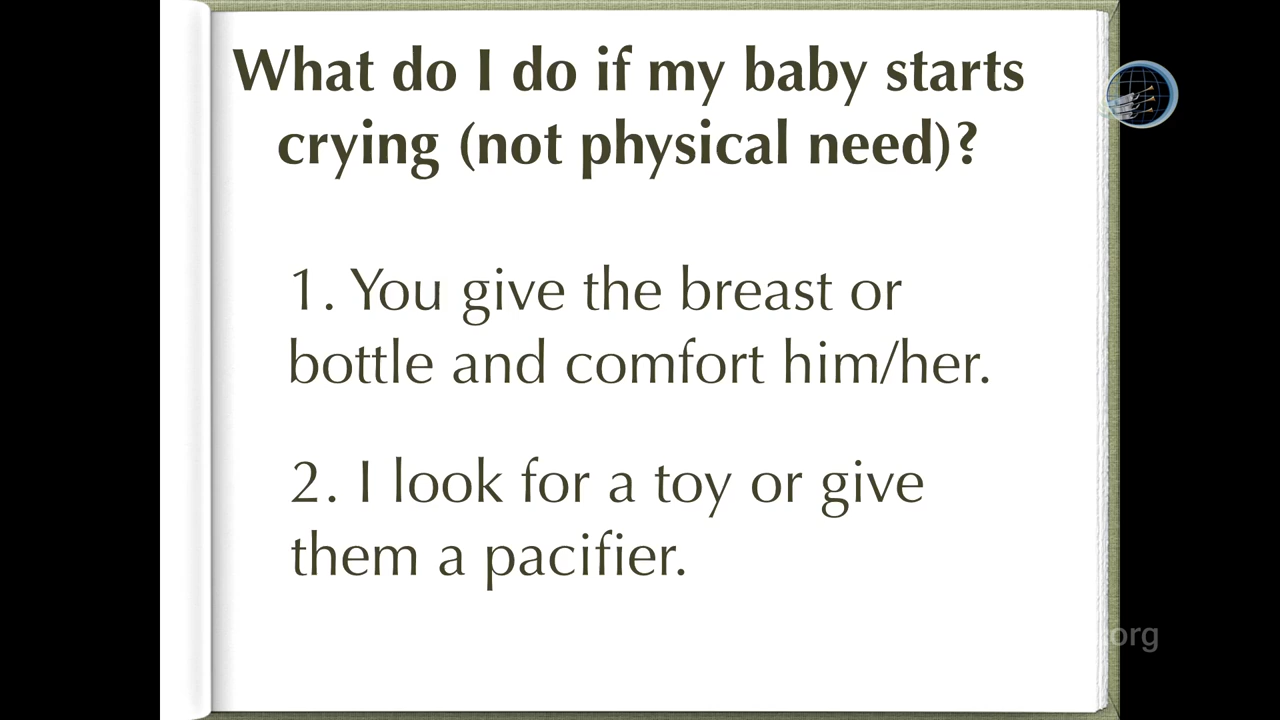 What do I do if my baby starts
crying (not physical need)?
1. You give the breast or
bottle and comfort him/her.
2. I look for a toy or give
them a pacifier.
org